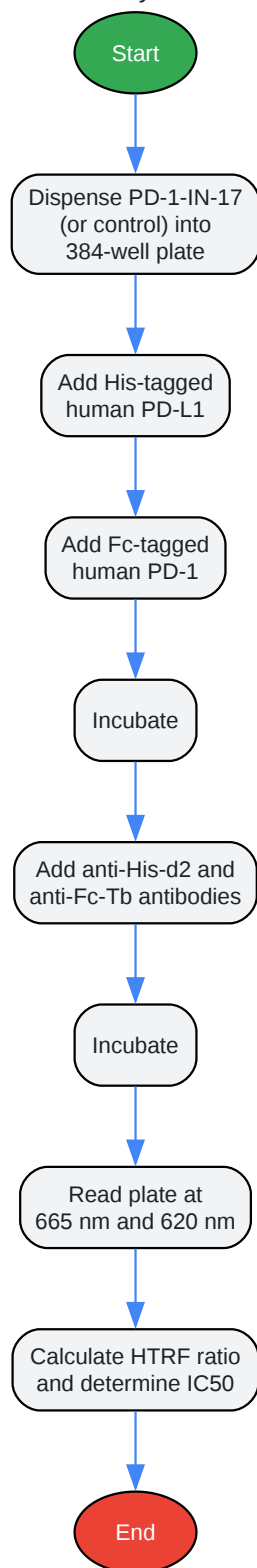 Start
Dispense PD-1-IN-17
(or control) into
384-well plate
Add His-tagged
human PD-L1
Add Fc-tagged
human PD-1
Incubate
Add anti-His-d2 and
anti-Fc-Tb antibodies
Incubate
Read plate at
665 nm and 620 nm
Calculate HTRF ratio
and determine IC50
End